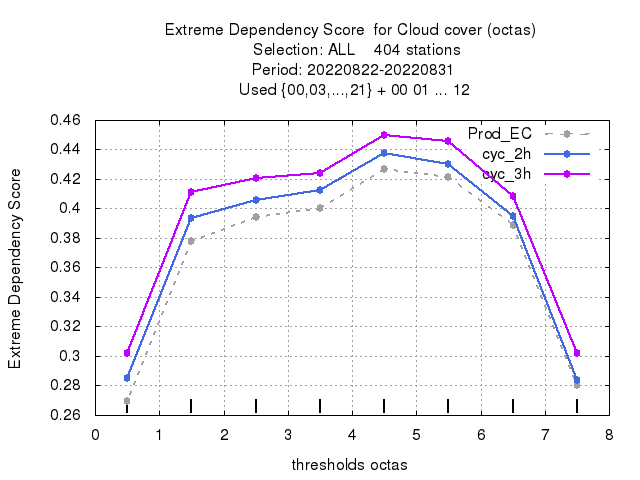 Extreme Dependency Score  for Cloud cover (octas)
Selection: ALL    404 stations
Period: 20220822-20220831
Used {00,03,...,21} + 00 01 ... 12
Extreme Dependency Score
0.46
0.44
0.42
0.4
0.38
0.36
0.34
0.32
0.3
0.28
0.26
Prod_EC
cyc_2h
cyc_3h
0 1 2 3 4 5 6 7 8
thresholds octas